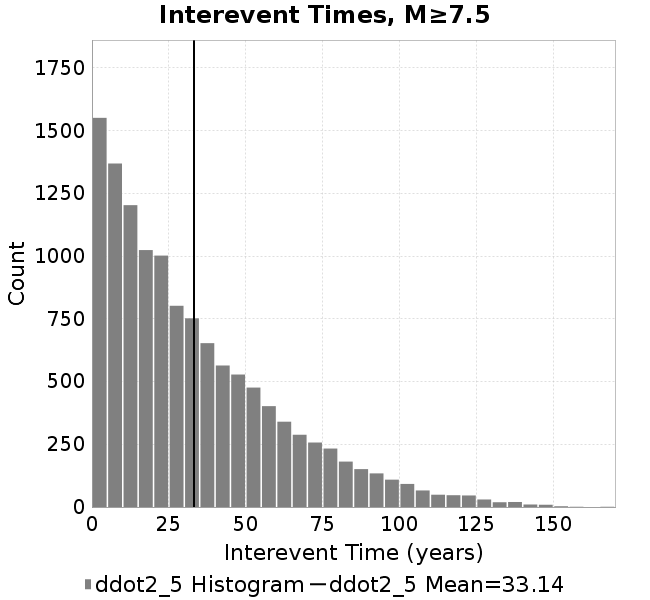 Interevent Times, M≥7.5
1750
1500
1250
1000
750
500
250
0
Count
0 25 50 75 100 125 150
Interevent Time (years)
ddot2_5 Histogram ddot2_5 Mean=33.14